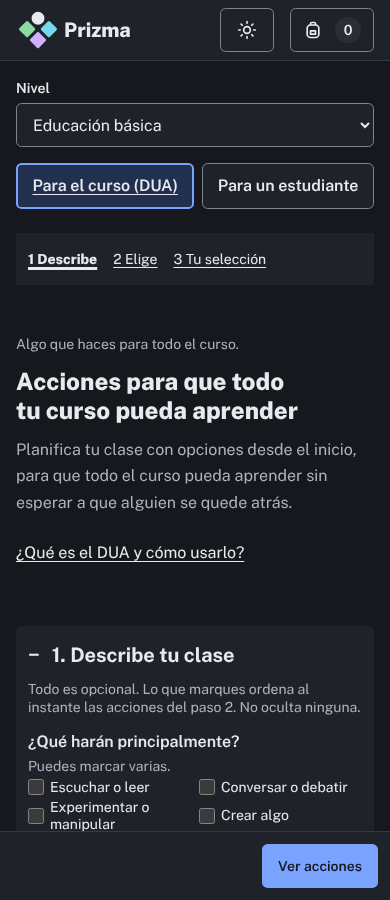 Prizma
0
Nivel
Educación básica
Para el curso (DUA)
Para un estudiante
1 Describe
2 Elige
3 Tu selección
Algo que haces para todo el curso.
Acciones para que todo
tu curso pueda aprender
Planifica tu clase con opciones desde el inicio,
para que todo el curso pueda aprender sin
esperar a que alguien se quede atrás.
¿Qué es el DUA y cómo usarlo?
− 1. Describe tu clase
Todo es opcional. Lo que marques ordena al
instante las acciones del paso 2. No oculta ninguna.
¿Qué harán principalmente?
Puedes marcar varias.
Escuchar o leer
Conversar o debatir
Experimentar o
manipular
Crear algo
Ver acciones